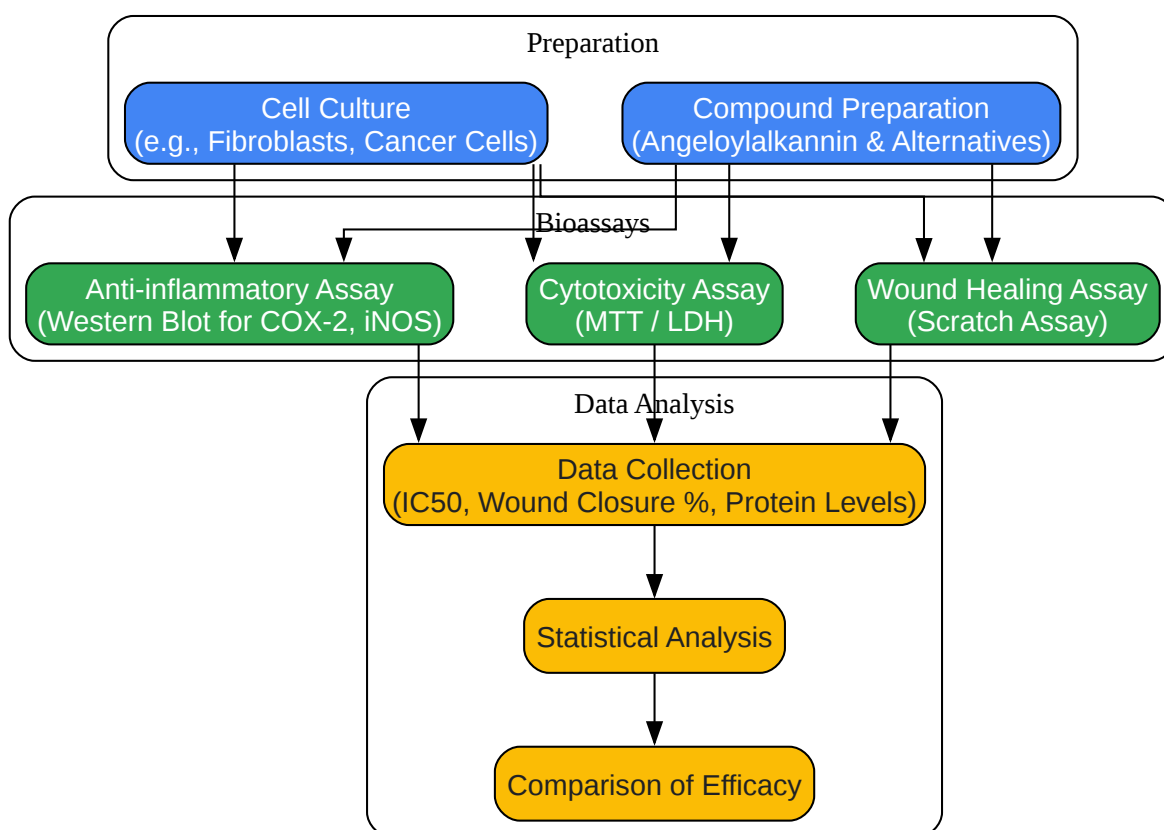 Preparation
Cell Culture
(e.g., Fibroblasts, Cancer Cells)
Compound Preparation
(Angeloylalkannin & Alternatives)
Bioassays
Anti-inflammatory Assay
(Western Blot for COX-2, iNOS)
Cytotoxicity Assay
(MTT / LDH)
Wound Healing Assay
(Scratch Assay)
Data Analysis
Data Collection
(IC50, Wound Closure %, Protein Levels)
Statistical Analysis
Comparison of Efficacy